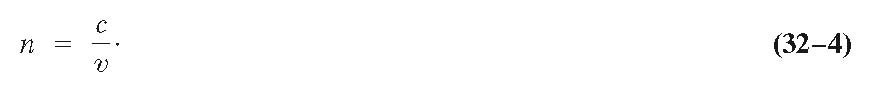 n = c/v. (32–4)